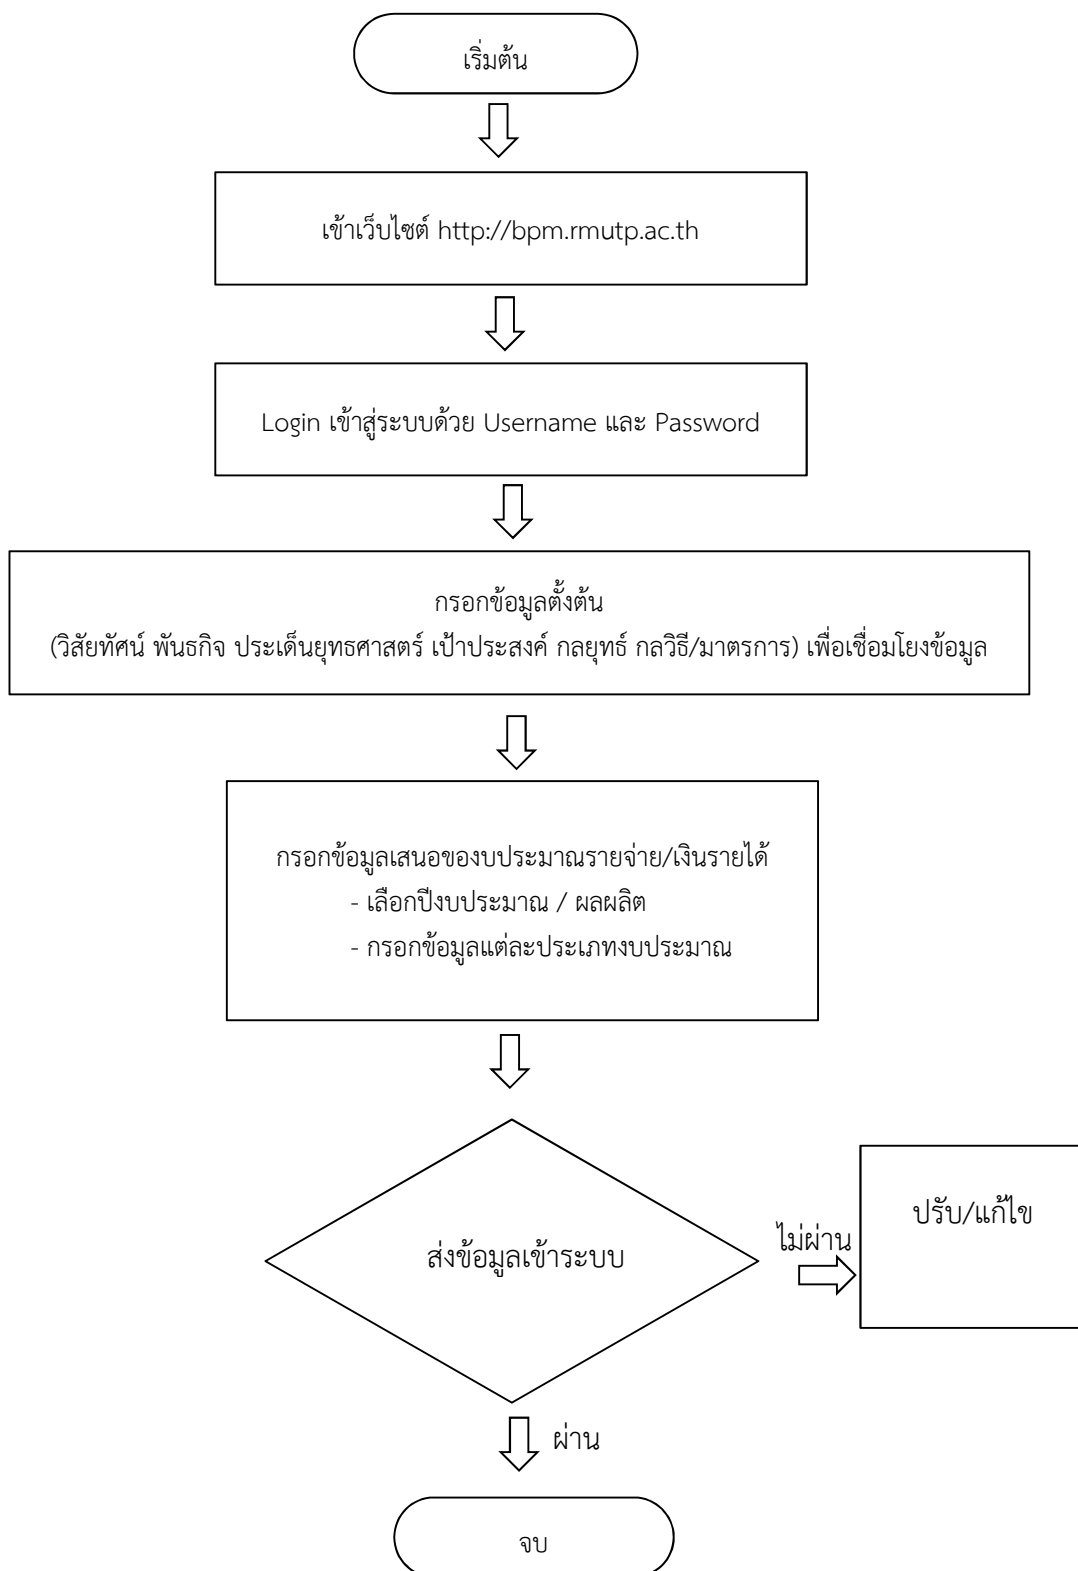 เริ่มต้น
เข้าเว็บไซต์ http://bpm.rmutp.ac.th
Login เข้าสู่ระบบด้วย Username และ Password
กรอกข้อมูลตั้งต้น
(วิสัยทัศน์ พันธกิจ ประเด็นยุทธศาสตร์ เป้าประสงค์ กลยุทธ์ กลวิธี/มาตรการ) เพื่อเชื่อมโยงข้อมูล
กรอกข้อมูลเสนอของบประมาณรายจ่าย/เงินรายได้
- เลือกปีงบประมาณ / ผลผลิต
- กรอกข้อมูลแต่ละประเภทงบประมาณ
ส่งข้อมูลเข้าระบบ
ไม่ผ่าน
ปรับ/แก้ไข
ผ่าน
จบ